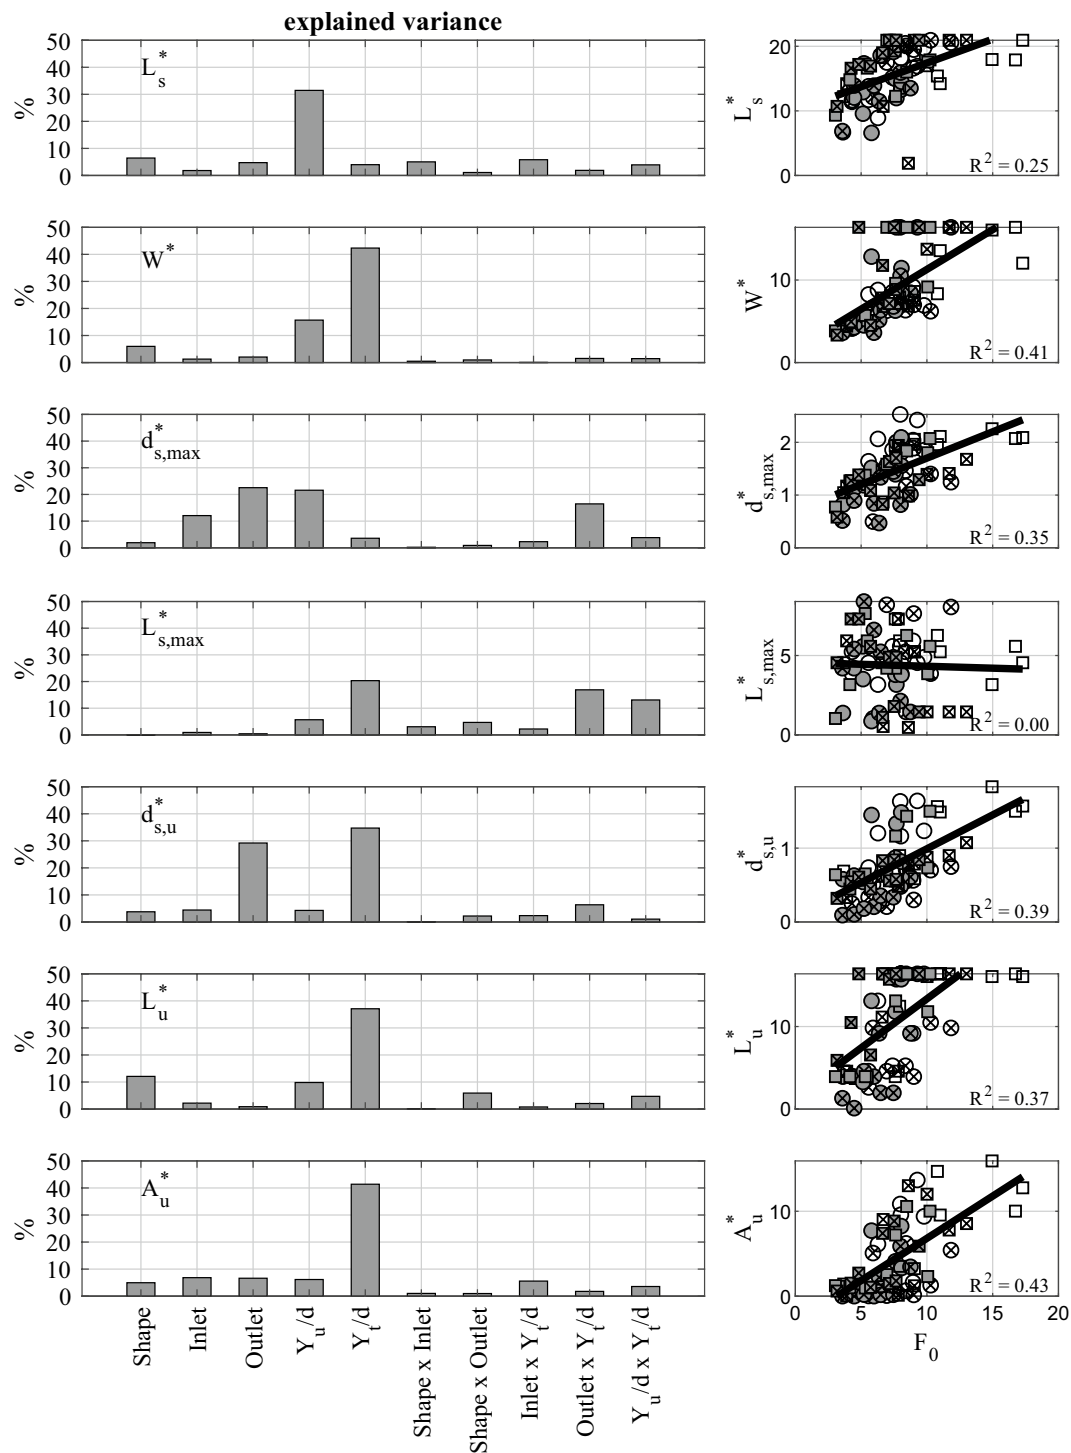 explained variance
50
40
30
20
10
0
%
L*s
20
10
0
L*s
R² = 0.25
50
40
30
20
10
0
%
W*
10
0
W*
R² = 0.41
50
40
30
20
10
0
%
d*s,max
2
1
0
d*s,max
R² = 0.35
50
40
30
20
10
0
%
L*s,max
5
0
L*s,max
R² = 0.00
50
40
30
20
10
0
%
d*s,u
1
0
d*s,u
R² = 0.39
50
40
30
20
10
0
%
L*u
10
0
L*u
R² = 0.37
50
40
30
20
10
0
%
A*u
10
0
A*u
R² = 0.43
Shape
Inlet
Outlet
Yu/d
Yt/d
Shape x Inlet
Shape x Outlet
Inlet x Yt/d
Outlet x Yt/d
Yu/d x Yt/d
0 5 10 15 20
F0